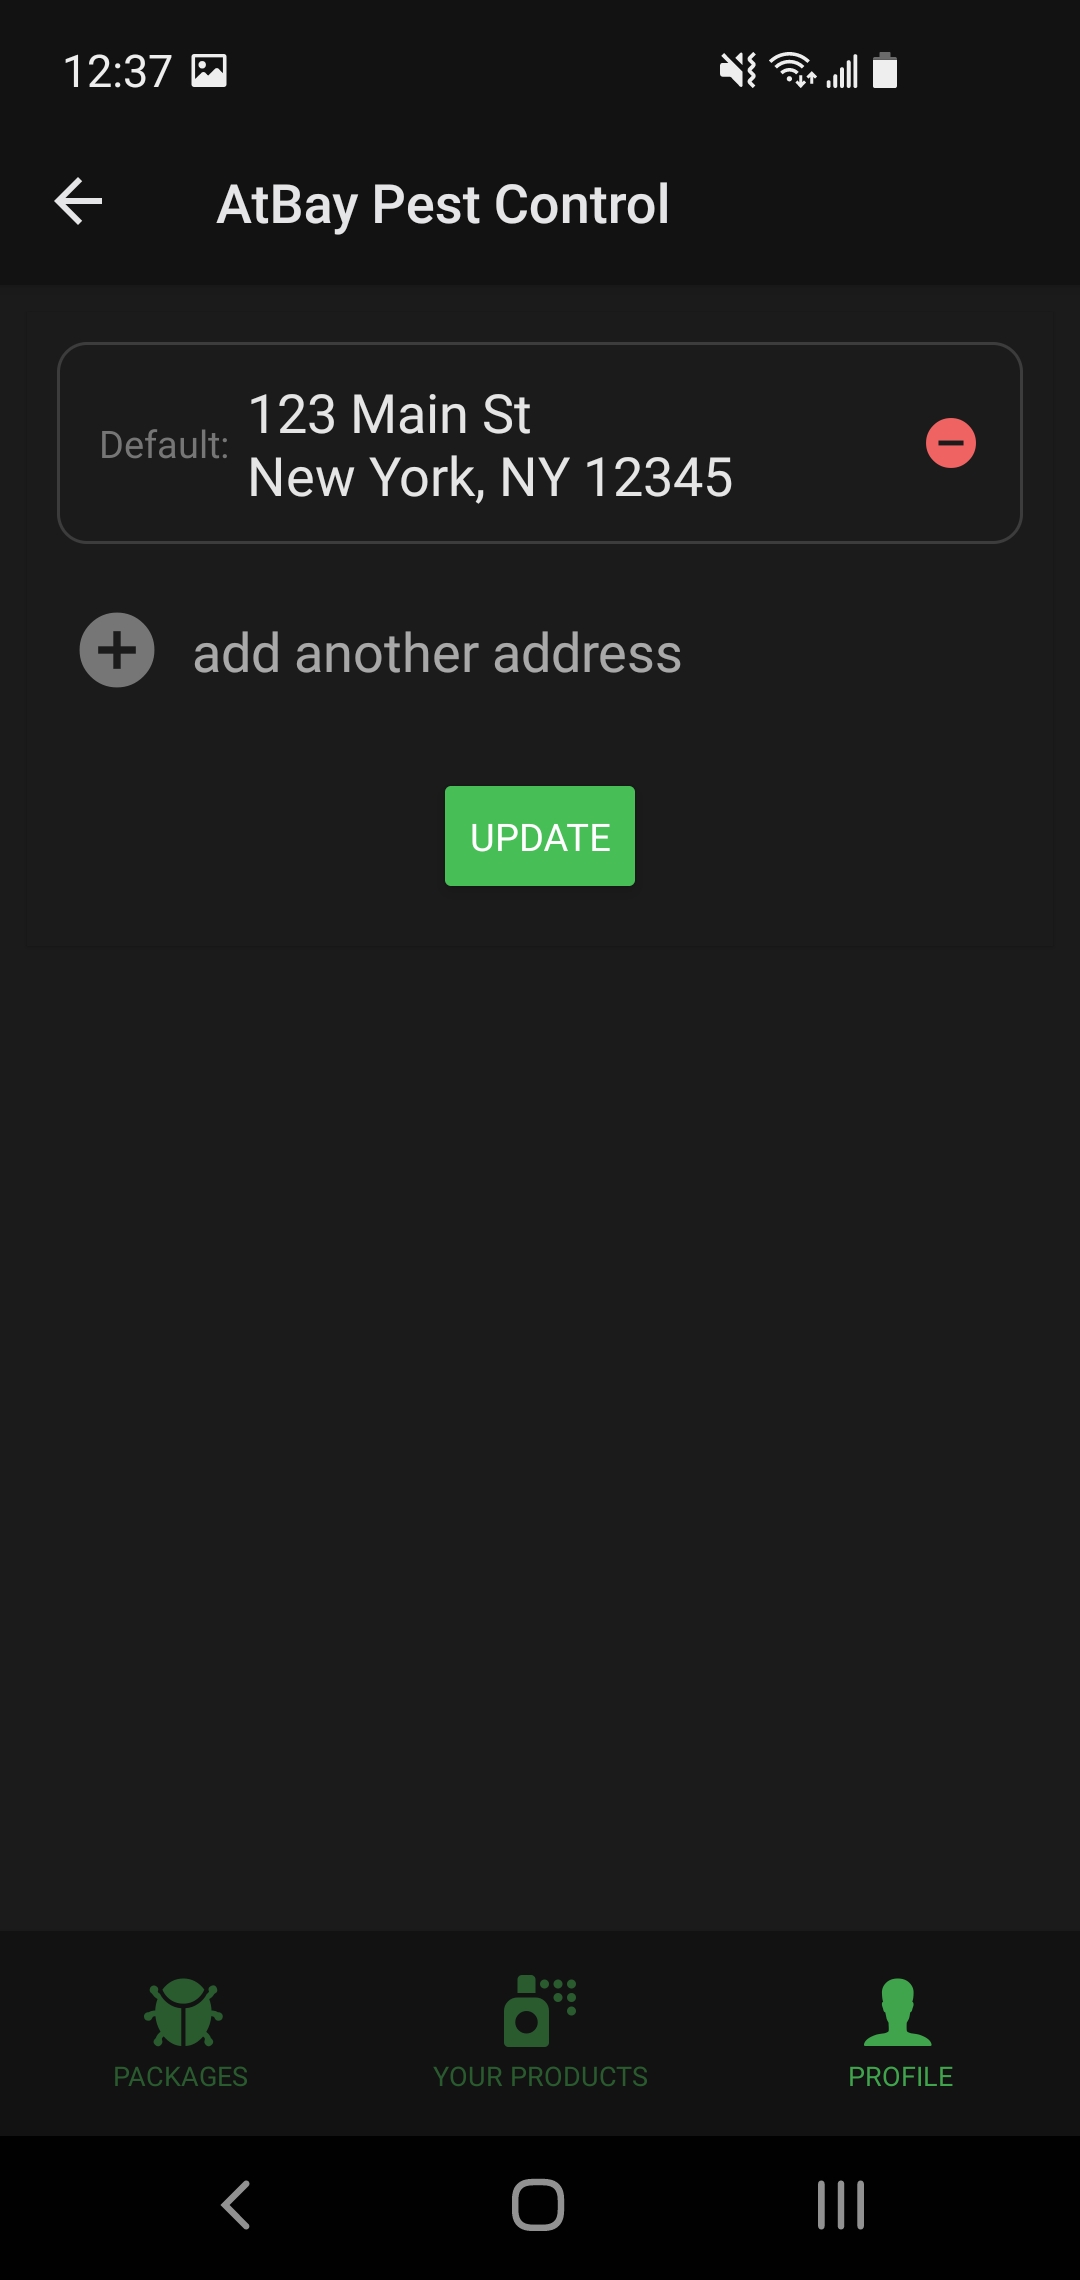 12:37
AtBay Pest Control
Default:
123 Main St
New York, NY 12345
add another address
UPDATE
PACKAGES
YOUR PRODUCTS
PROFILE